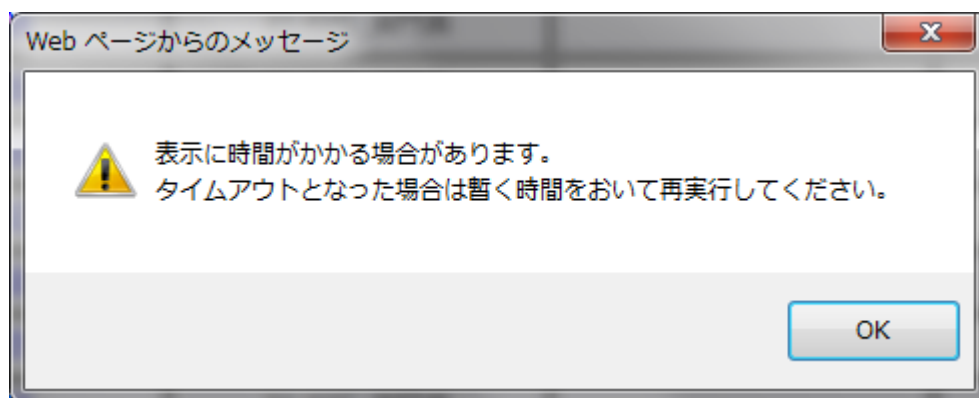 Web ページからのメッセージ
表示に時間がかかる場合があります。
タイムアウトとなった場合は暫く時間をおいて再実行してください。
OK